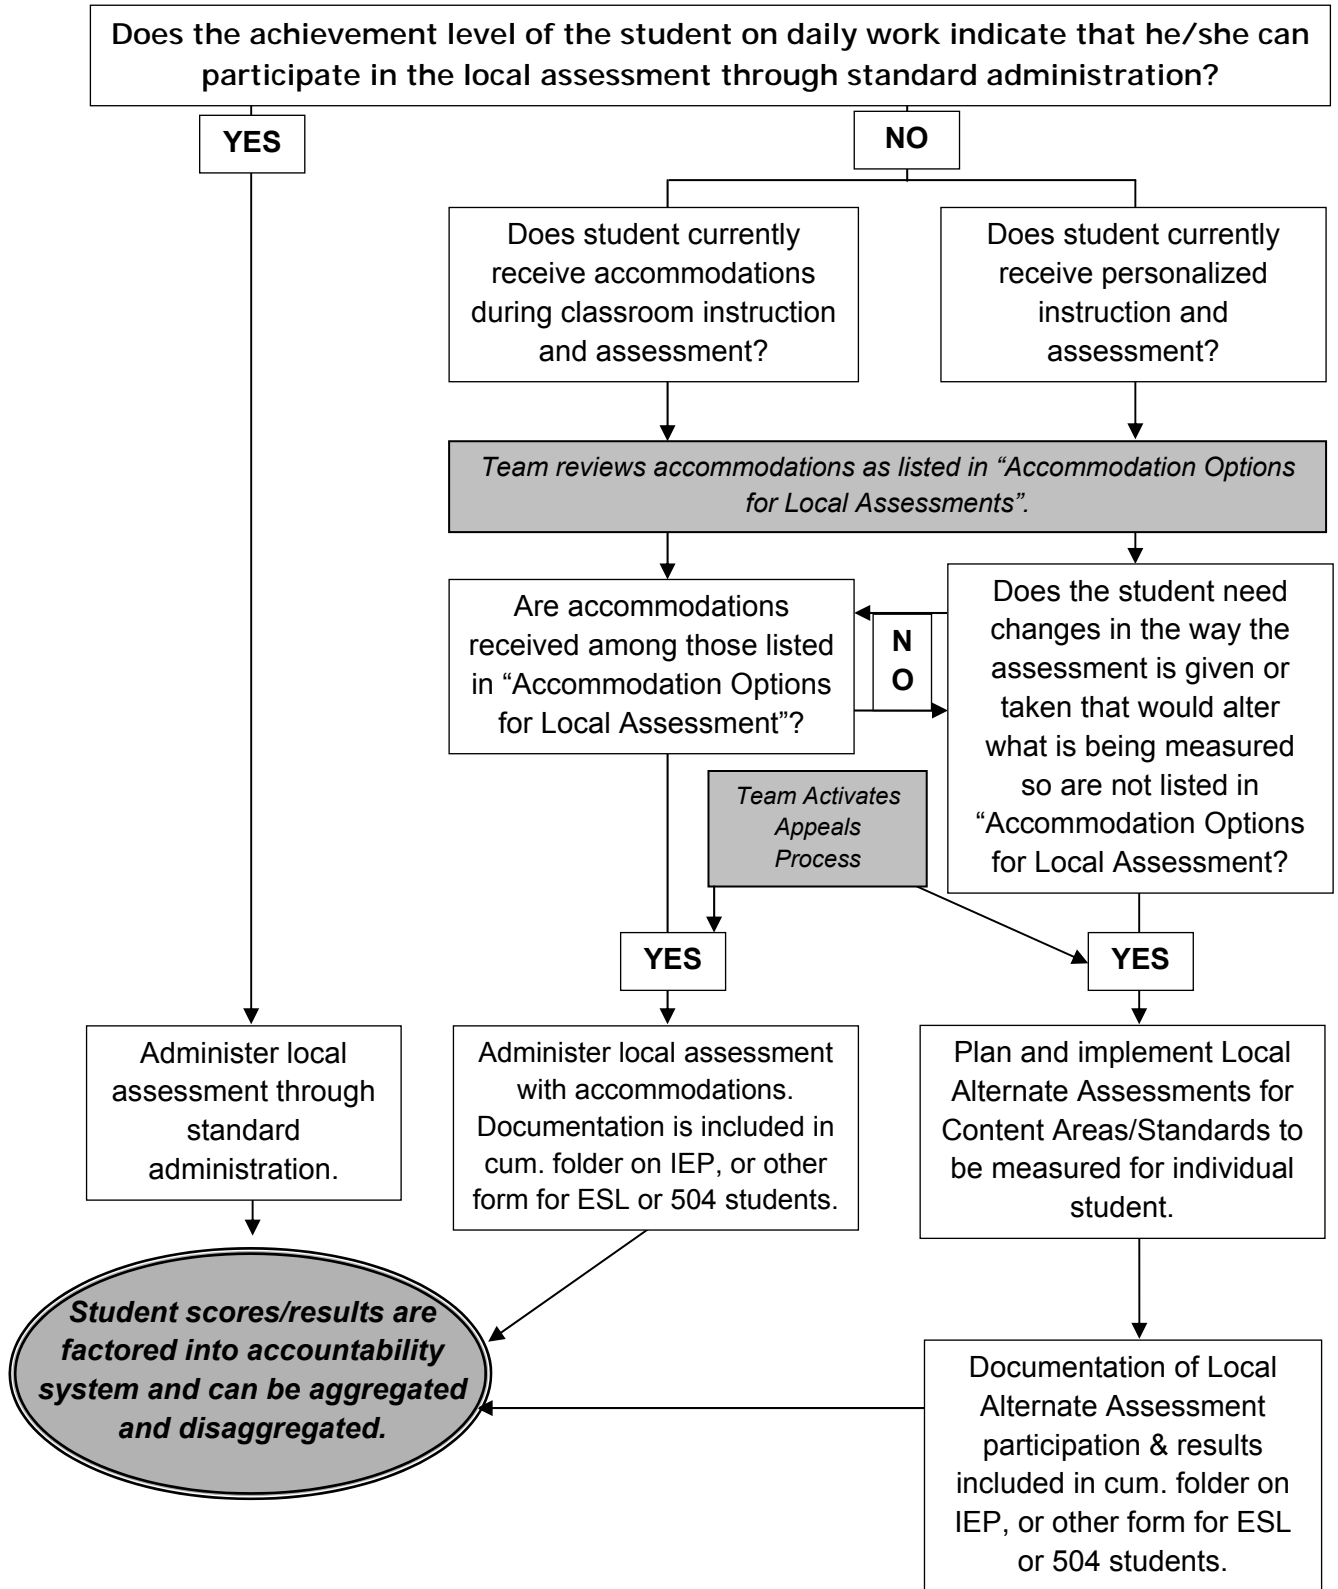 Does the achievement level of the student on daily work indicate that he/she can
participate in the local assessment through standard administration?
YES
NO
Does student currently
receive accommodations
during classroom instruction
and assessment?
Does student currently
receive personalized
instruction and
assessment?
Team reviews accommodations as listed in “Accommodation Options
for Local Assessments”.
Are accommodations
received among those listed
in “Accommodation Options
for Local Assessment”?
N
O
Does the student need
changes in the way the
assessment is given or
taken that would alter
what is being measured
so are not listed in
“Accommodation Options
for Local Assessment?
Team Activates
Appeals
Process
YES
YES
Administer local
assessment through
standard
administration.
Administer local assessment
with accommodations.
Documentation is included in
cum. folder on IEP, or other
form for ESL or 504 students.
Plan and implement Local
Alternate Assessments for
Content Areas/Standards to
be measured for individual
student.
Student scores/results are
factored into accountability
system and can be aggregated
and disaggregated.
Documentation of Local
Alternate Assessment
participation & results
included in cum. folder on
IEP, or other form for ESL
or 504 students.